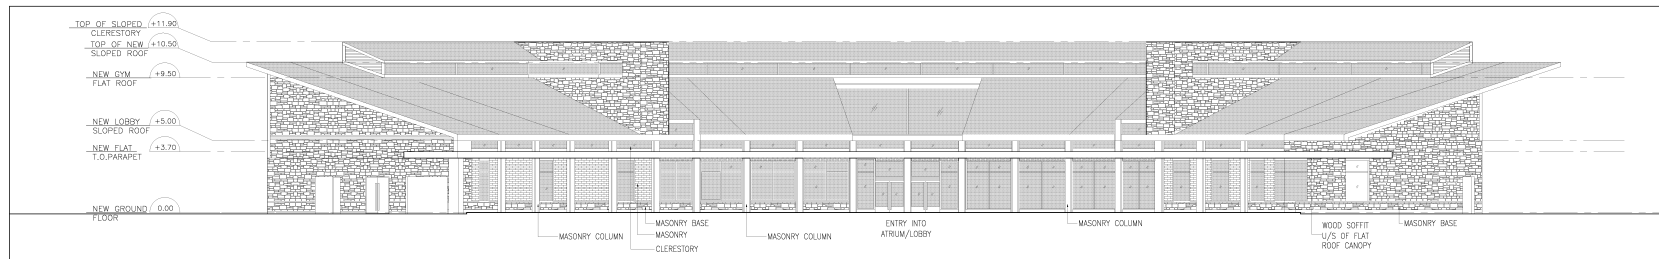 TOP OF SLOPED +11.90
CLERESTORY
TOP OF NEW +10.50
SLOPED ROOF
NEW GYM +9.50
FLAT ROOF
NEW LOBBY +5.00
SLOPED ROOF
NEW FLAT +3.70
T.O.PARAPET
NEW GROUND 0.00
FLOOR
MASONRY COLUMN
MASONRY BASE
MASONRY
CLERESTORY
MASONRY COLUMN
ENTRY INTO
ATRIUM/LOBBY
MASONRY COLUMN
WOOD SOFFIT
U/S OF FLAT
ROOF CANOPY
MASONRY BASE